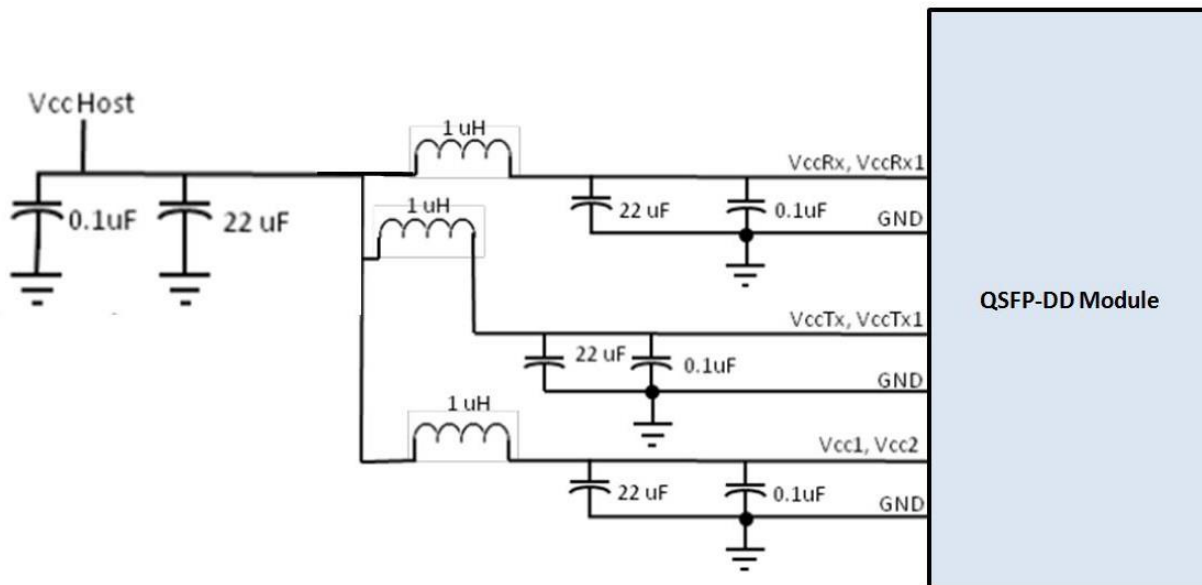 VccHost
0.1uF
22 uF
1 uH
VccRx, VccRx1
22 uF
0.1uF
GND
1 uH
VccTx, VccTx1
22 uF
0.1uF
GND
1 uH
Vcc1, Vcc2
22 uF
0.1uF
GND
QSFP-DD Module